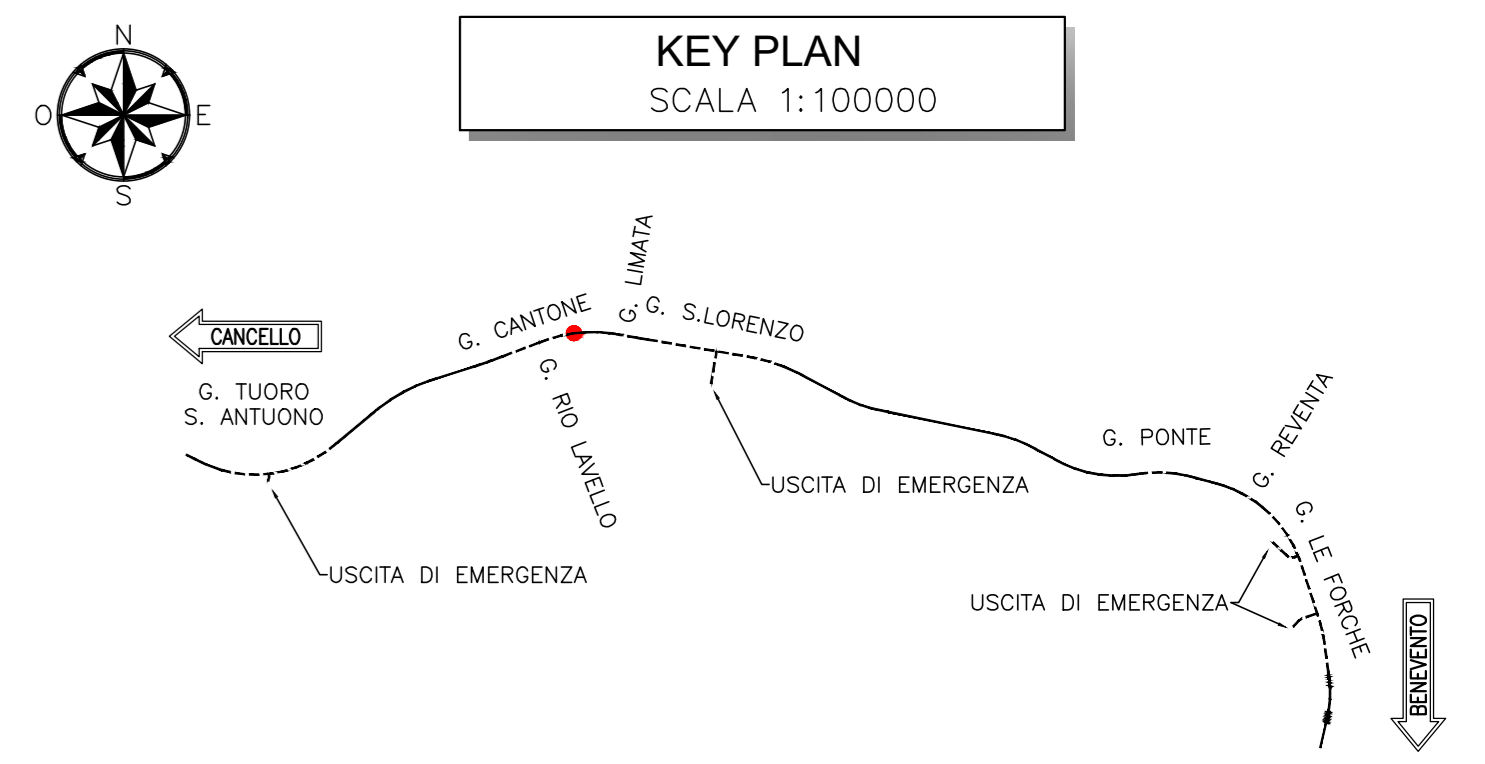 N
O
E
S
KEY PLAN
SCALA 1:100000
CANCELLO
G. TUORO
S. ANTUONO
G. CANTONE
G. RIO LAVELLO
G. LIMATA
G. S.LORENZO
USCITA DI EMERGENZA
USCITA DI EMERGENZA
G. PONTE
G. REVENTA
G. LE FORCHE
USCITA DI EMERGENZA
BENEVENTO